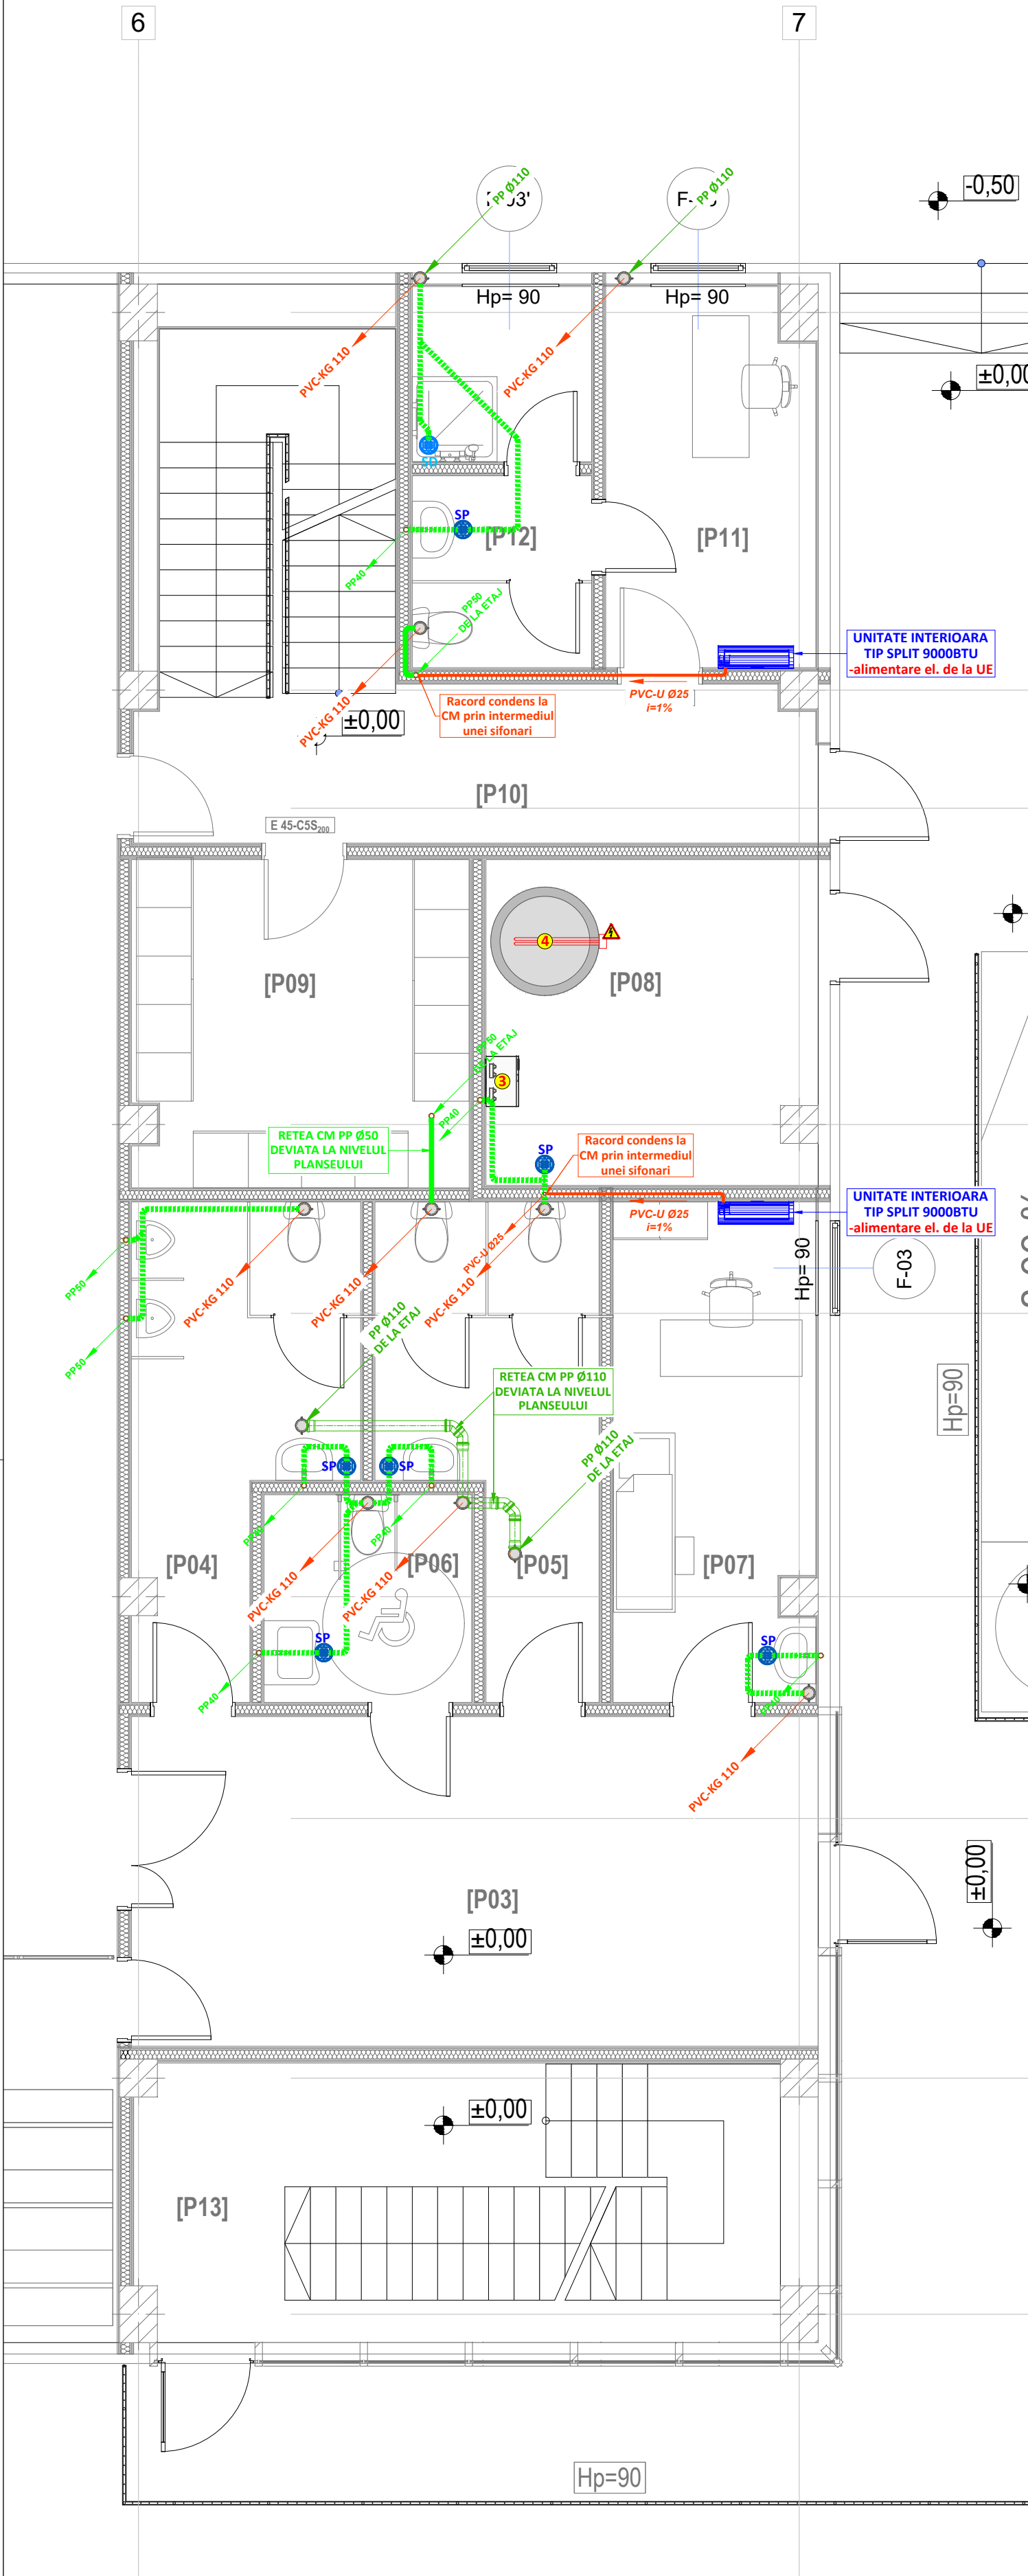 6
7
PP Ø110
PP Ø110
-0,50
Hp= 90
Hp= 90
PVC-KG 110
PVC-KG 110
±0,00
SD
SP
[P12]
[P11]
PP40
PP50
DE LA ETAJ
UNITATE INTERIOARA
TIP SPLIT 9000BTU
-alimentare el. de la UE
PVC-KG 110
Racord condens la
CM prin intermediul
unei sifonari
PVC-U Ø25
i=1%
±0,00
[P10]
E 45-C5S200
4
[P09]
[P08]
PP50
DE LA ETAJ
3
PP40
RETEA CM PP Ø50
DEVIATA LA NIVELUL
PLANSEULUI
SP
Racord condens la
CM prin intermediul
unei sifonari
UNITATE INTERIOARA
TIP SPLIT 9000BTU
-alimentare el. de la UE
PVC-U Ø25
i=1%
PVC-U Ø25
PP50
PVC-KG 110
PVC-KG 110
PVC-KG 110
Hp= 90
F-03
PP50
PP Ø110
DE LA ETAJ
RETEA CM PP Ø110
DEVIATA LA NIVELUL
PLANSEULUI
Hp=90
SP
SP
PP Ø110
DE LA ETAJ
PP40
PP40
[P04]
[P06]
[P05]
[P07]
PVC-KG 110
PVC-KG 110
SP
SP
PP40
PP40
PVC-KG 110
[P03]
±0,00
±0,00
±0,00
[P13]
Hp=90